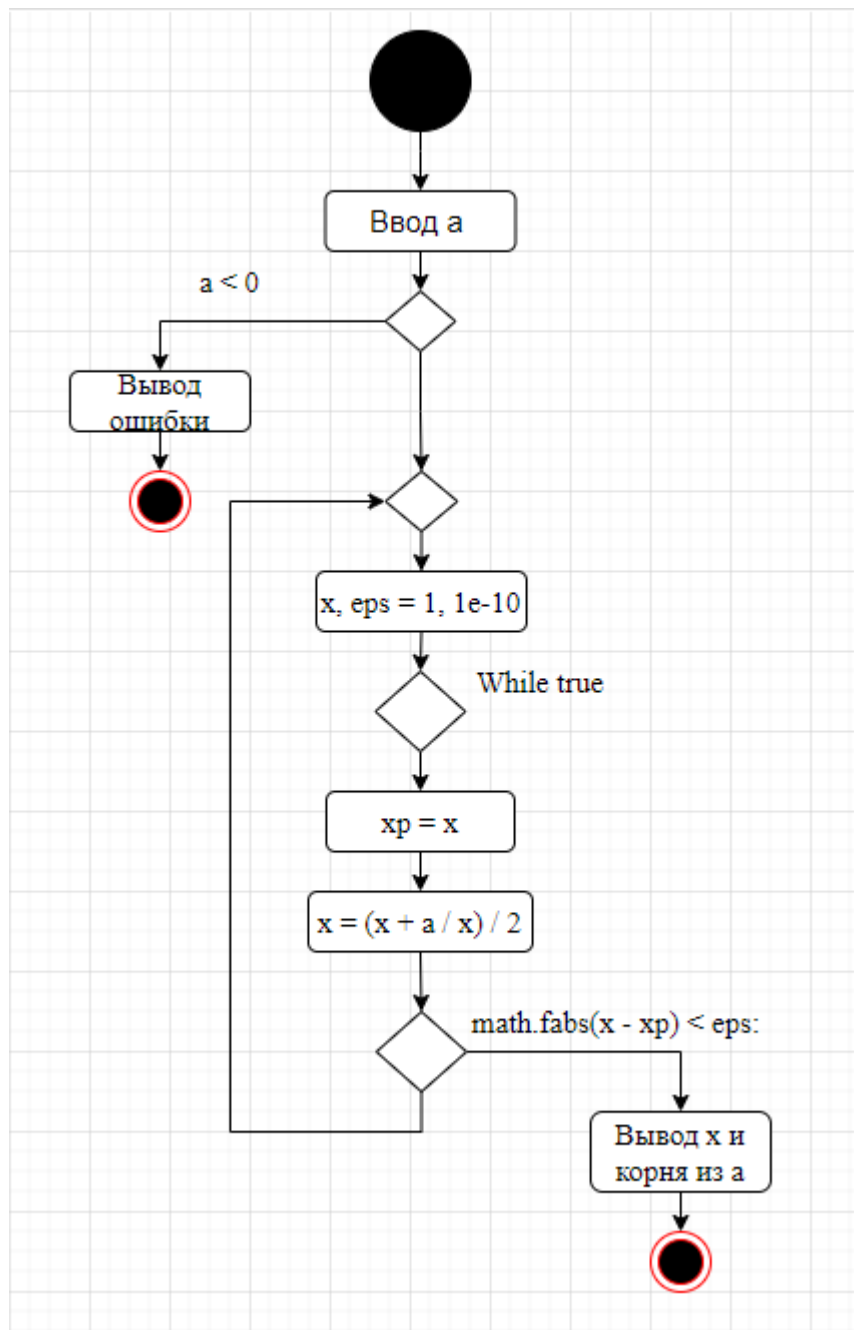 Ввод a
a < 0
Вывод
ошибки
x, eps = 1, 1e-10
While true
xp = x
x = (x + a / x) / 2
math.fabs(x - xp) < eps:
Вывод x и
корня из a